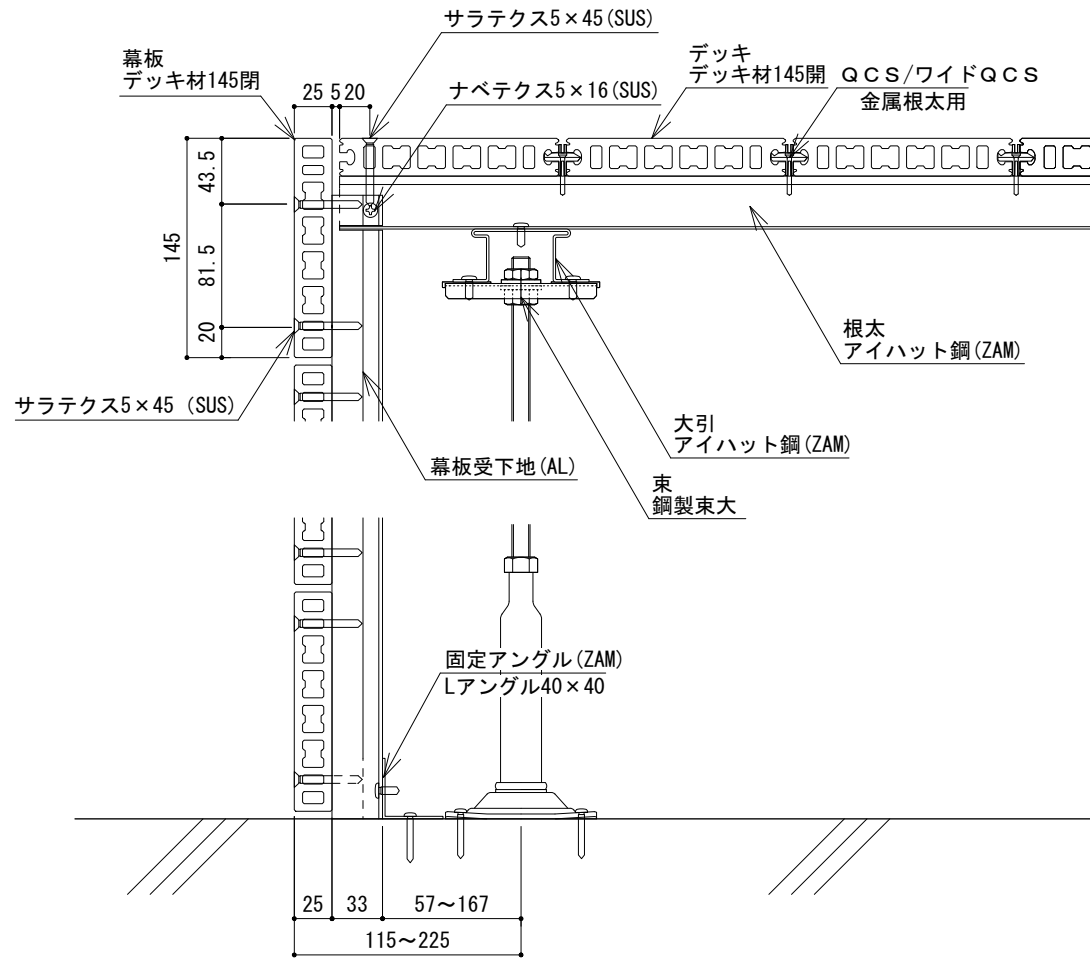 サラテクス5×45(SUS)
幕板
デッキ材145閉
デッキ
デッキ材145開
QCS/ワイドQCS
金属根太用
25 5 20
ナベテクス5×16(SUS)
43.5
145
81.5
20
根太
アイハット鋼(ZAM)
サラテクス5×45 (SUS)
大引
アイハット鋼(ZAM)
幕板受下地(AL)
束
鋼製束大
固定アングル(ZAM)
Lアングル40×40
25
33
57～167
115～225